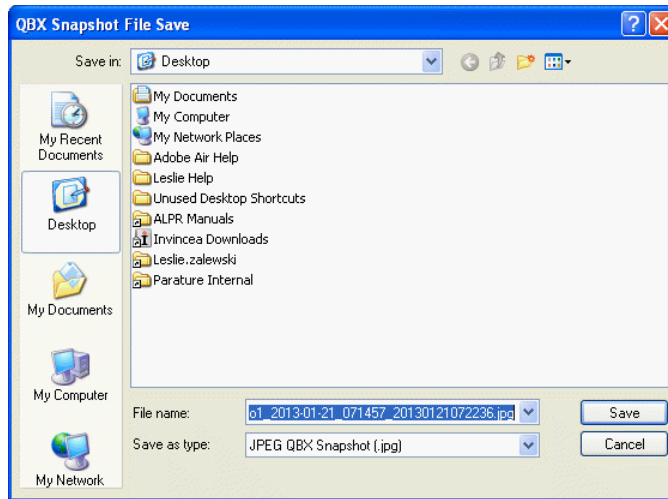 QBX Snapshot File Save
Save in:
Desktop
My Recent
Documents
Desktop
My Documents
My Computer
My Network
My Documents
My Computer
My Network Places
Adobe Air Help
Leslie Help
Unused Desktop Shortcuts
ALPR Manuals
Invincea Downloads
Leslie.zalewski
Parature Internal
File name:
o1_2013-01-21_071457_20130121072236.jpg
Save
Save as type:
JPEG QBX Snapshot (.jpg)
Cancel